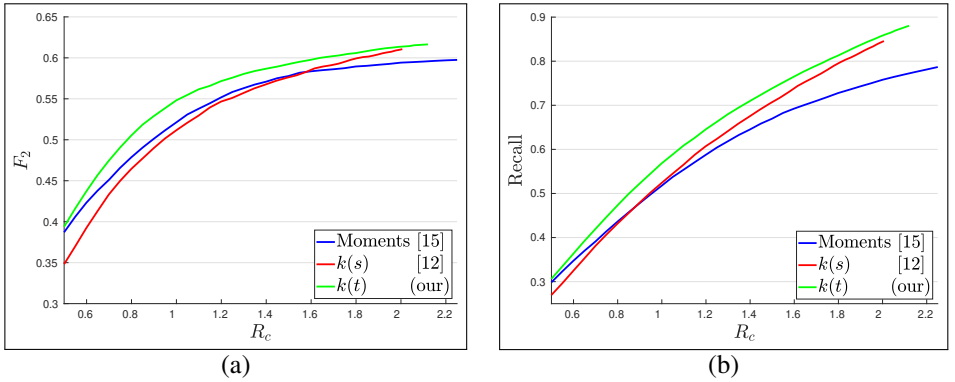 0.65
0.6
0.55
0.5
0.45
0.4
0.35
0.3
F₂
0.6 0.8 1 1.2 1.4 1.6 1.8 2 2.2
R_c
Moments [15]
k(s) [12]
k(t) (our)
(a)
0.9
0.8
0.7
0.6
0.5
0.4
0.3
Recall
0.6 0.8 1 1.2 1.4 1.6 1.8 2 2.2
R_c
Moments [15]
k(s) [12]
k(t) (our)
(b)